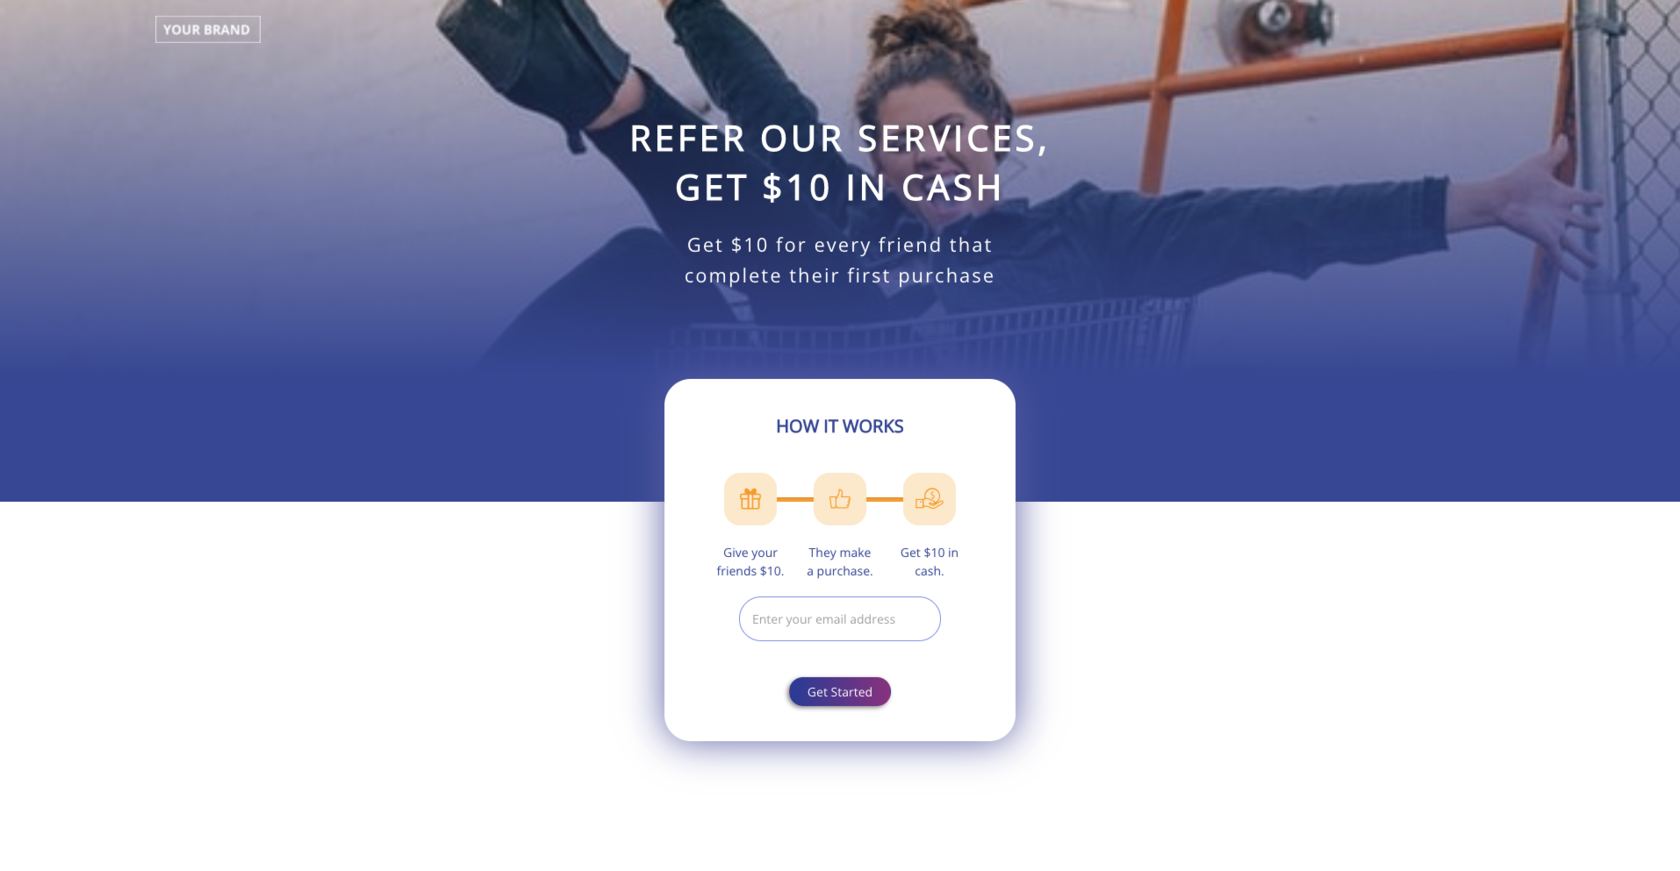 YOUR BRAND
REFER OUR SERVICES,
GET $10 IN CASH
Get $10 for every friend that
complete their first purchase
HOW IT WORKS
Give your
friends $10.
They make
a purchase.
Get $10 in
cash.
Enter your email address
Get Started